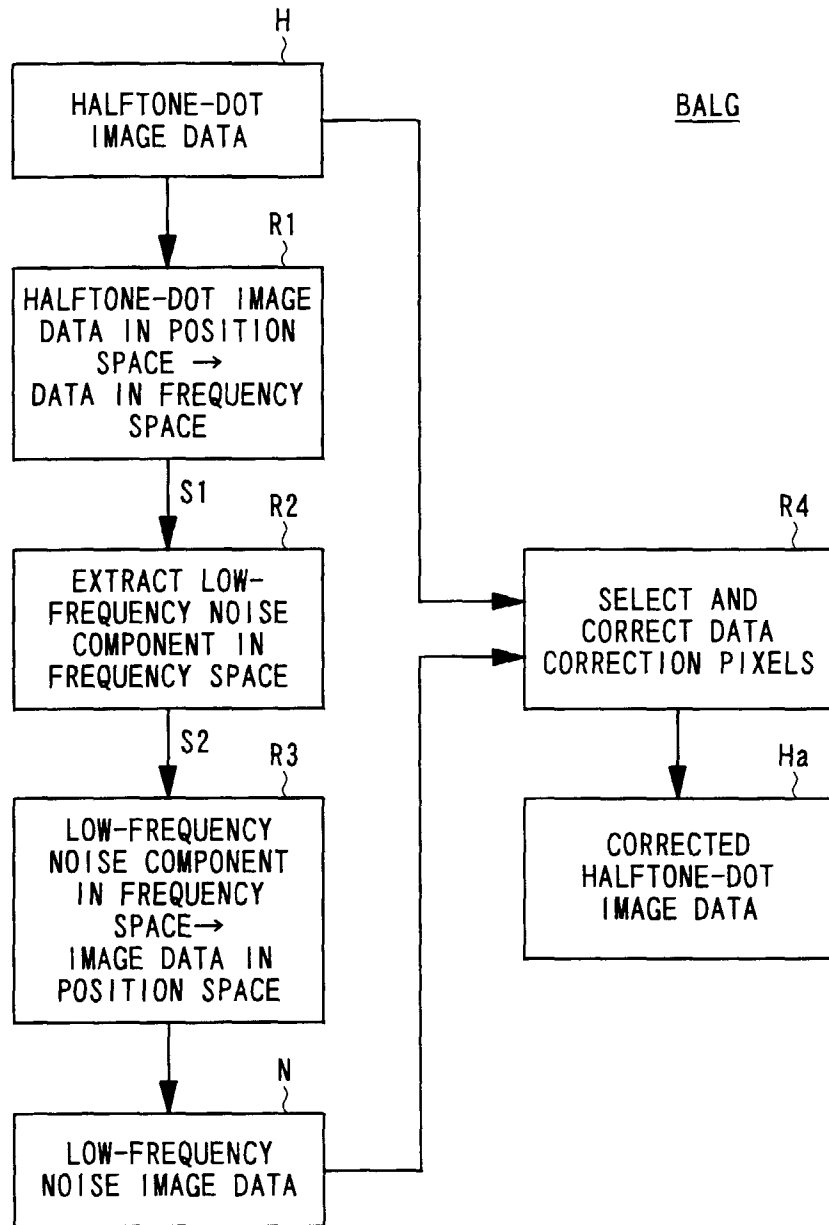 H
HALFTONE-DOT
IMAGE DATA
BALG
R1
HALFTONE-DOT IMAGE
DATA IN POSITION
SPACE →
DATA IN FREQUENCY
SPACE
S1
R2
EXTRACT LOW-
FREQUENCY NOISE
COMPONENT IN
FREQUENCY SPACE
R4
SELECT AND
CORRECT DATA
CORRECTION PIXELS
S2
R3
LOW-FREQUENCY
NOISE COMPONENT
IN FREQUENCY
SPACE→
IMAGE DATA IN
POSITION SPACE
Ha
CORRECTED
HALFTONE-DOT
IMAGE DATA
N
LOW-FREQUENCY
NOISE IMAGE DATA